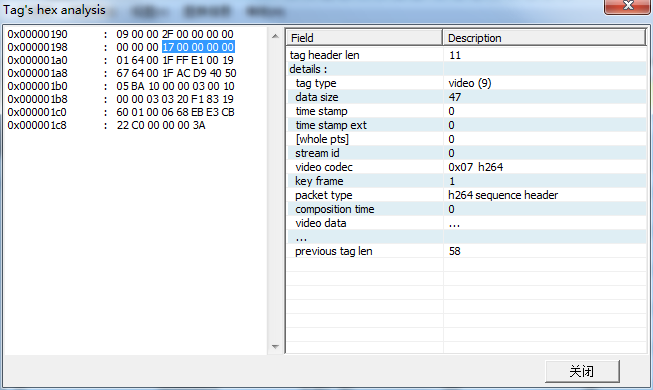 Tag's hex analysis
0x00000190 : 09 00 00 2F 00 00 00 00
0x00000198 : 00 00 00 17 00 00 00 00
0x000001a0 : 01 64 00 1F FF E1 00 19
0x000001a8 : 67 64 00 1F AC D9 40 50
0x000001b0 : 05 BA 10 00 00 03 00 10
0x000001b8 : 00 00 03 03 20 F1 83 19
0x000001c0 : 60 01 00 06 68 EB E3 CB
0x000001c8 : 22 C0 00 00 00 3A
Field Description
tag header len 11
details :
tag type video (9)
data size 47
time stamp 0
time stamp ext 0
[whole pts] 0
stream id 0
video codec 0x07 h264
key frame 1
packet type h264 sequence header
composition time 0
video data ...
...
previous tag len 58
关闭